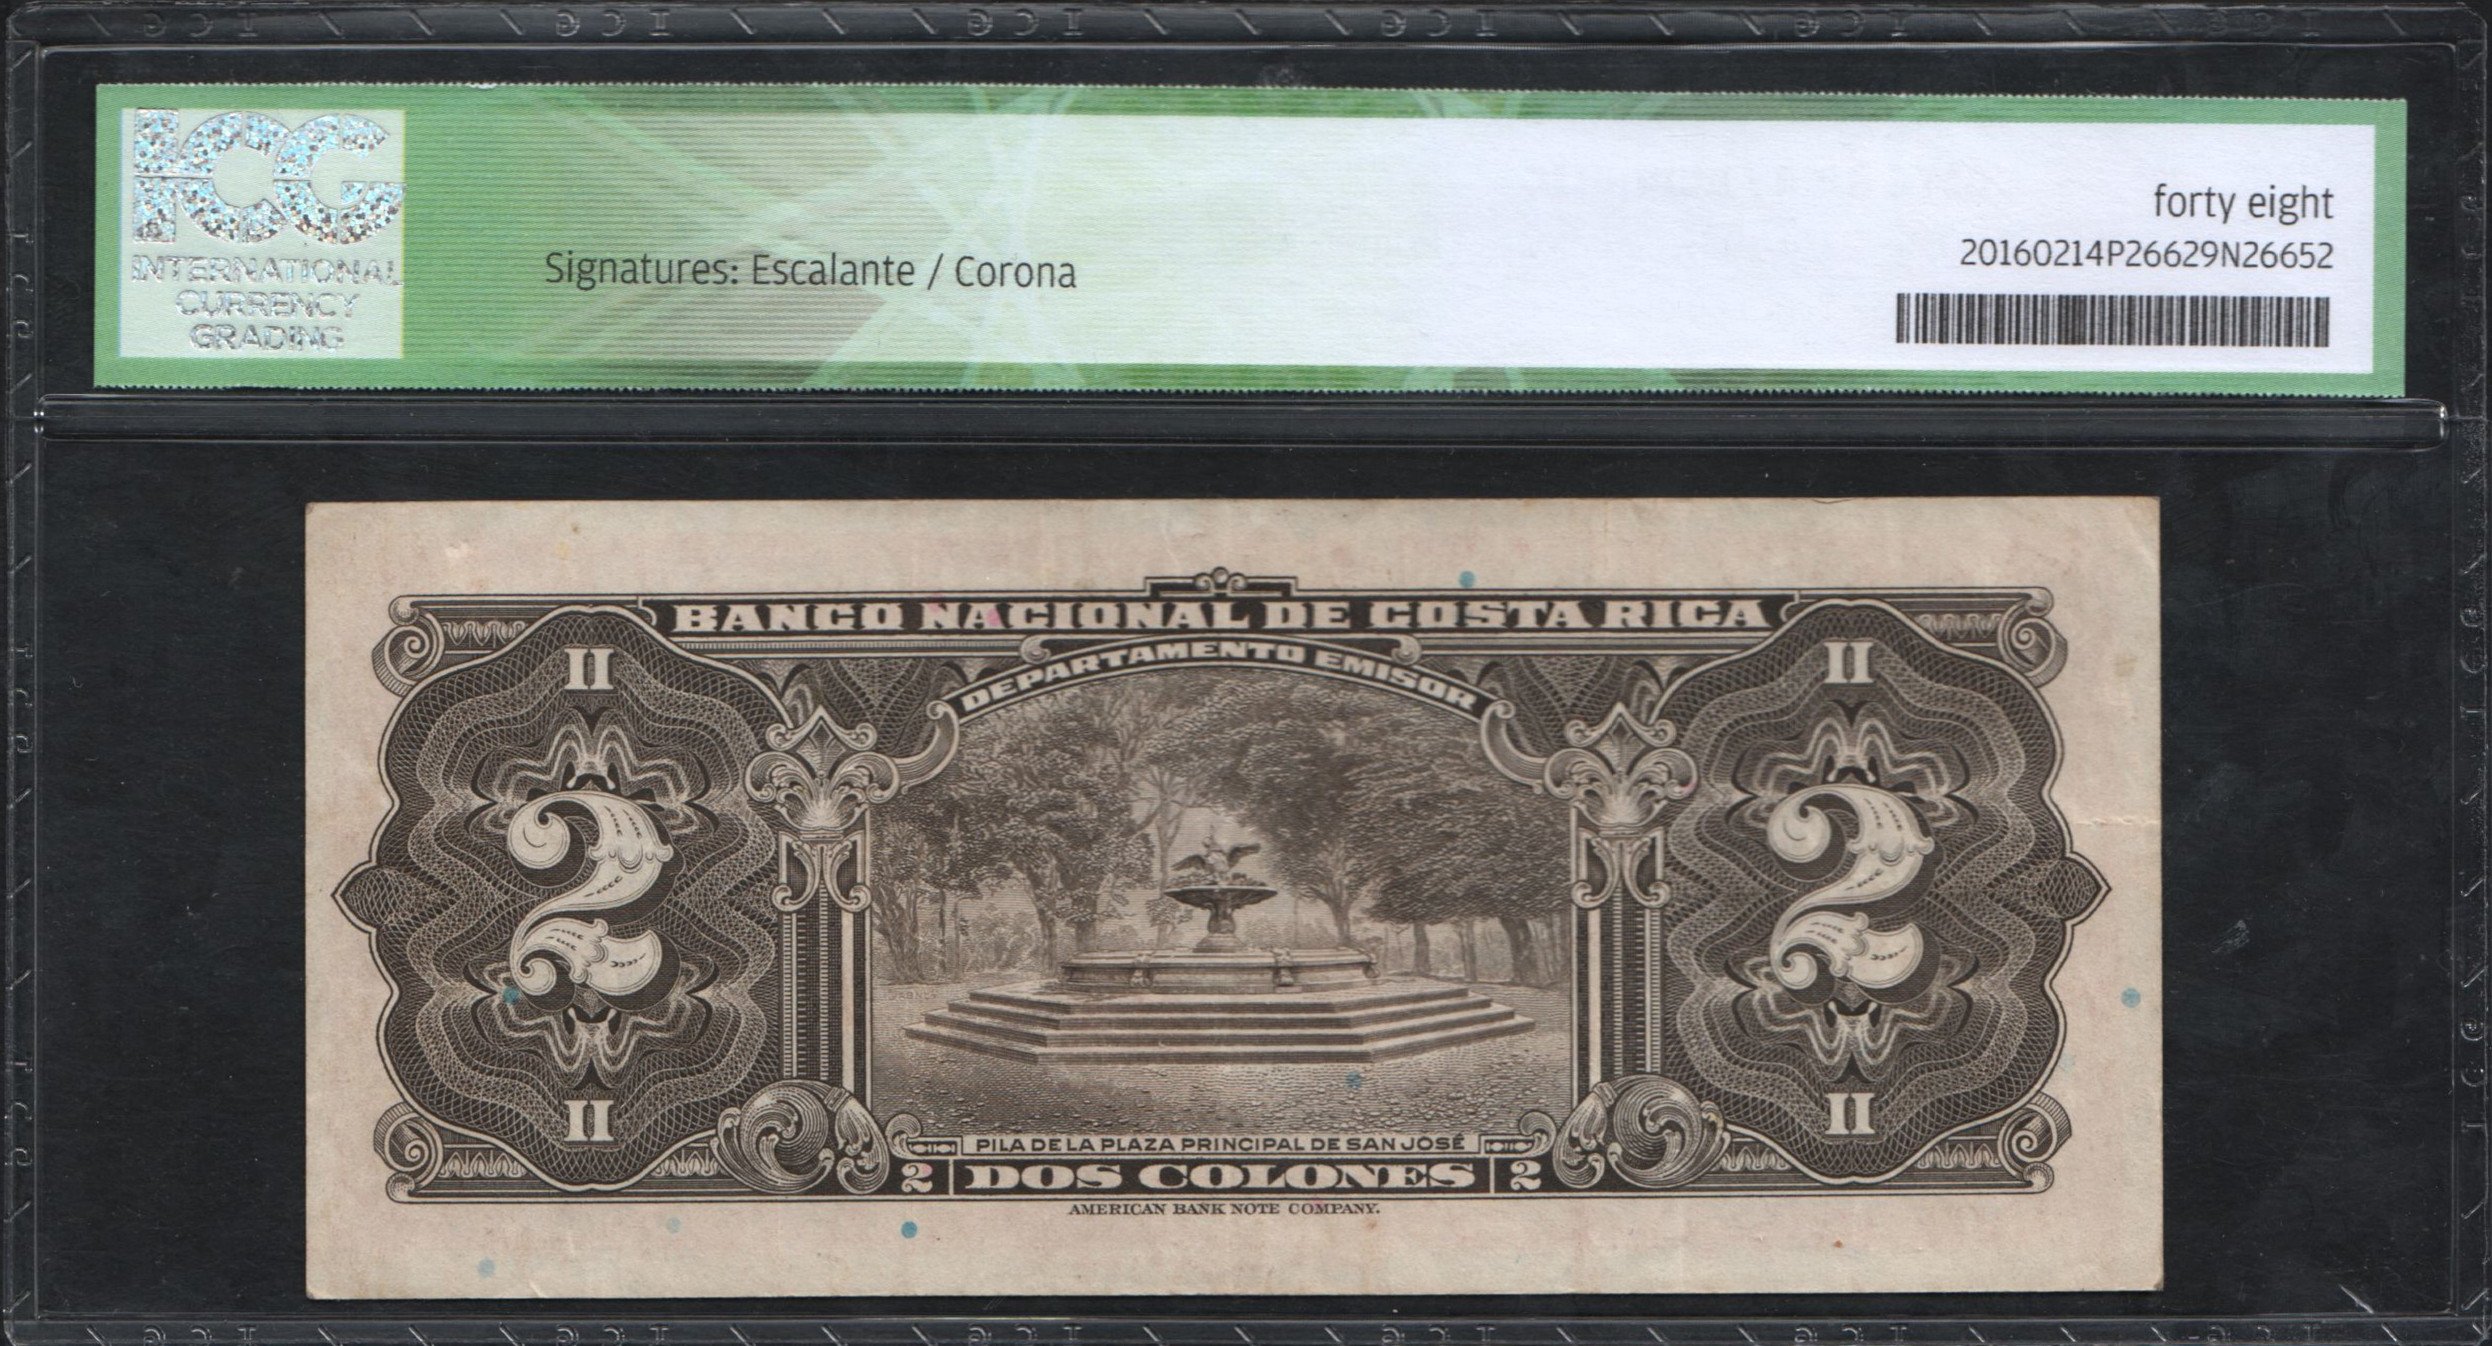 ICG
INTERNATIONAL
CURRENCY
GRADING
Signatures: Escalante / Corona
forty eight
20160214P26629N26652
BANCO NACIONAL DE COSTA RICA
DEPARTAMENTO EMISOR
II II
2 2
II II
PILA DE LA PLAZA PRINCIPAL DE SAN JOSÉ
2 DOS COLONES 2
AMERICAN BANK NOTE COMPANY.